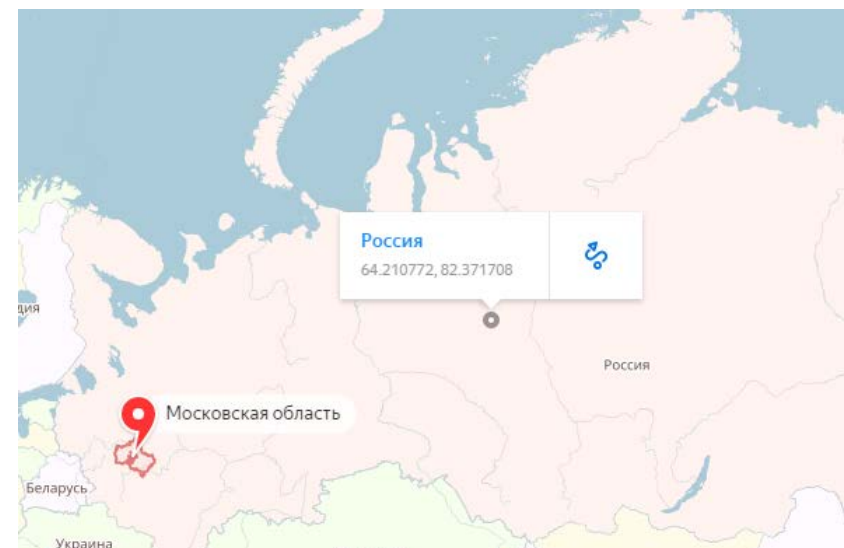 Россия
64.210772, 82.371708
дия
Россия
Московская область
Беларусь
Украина